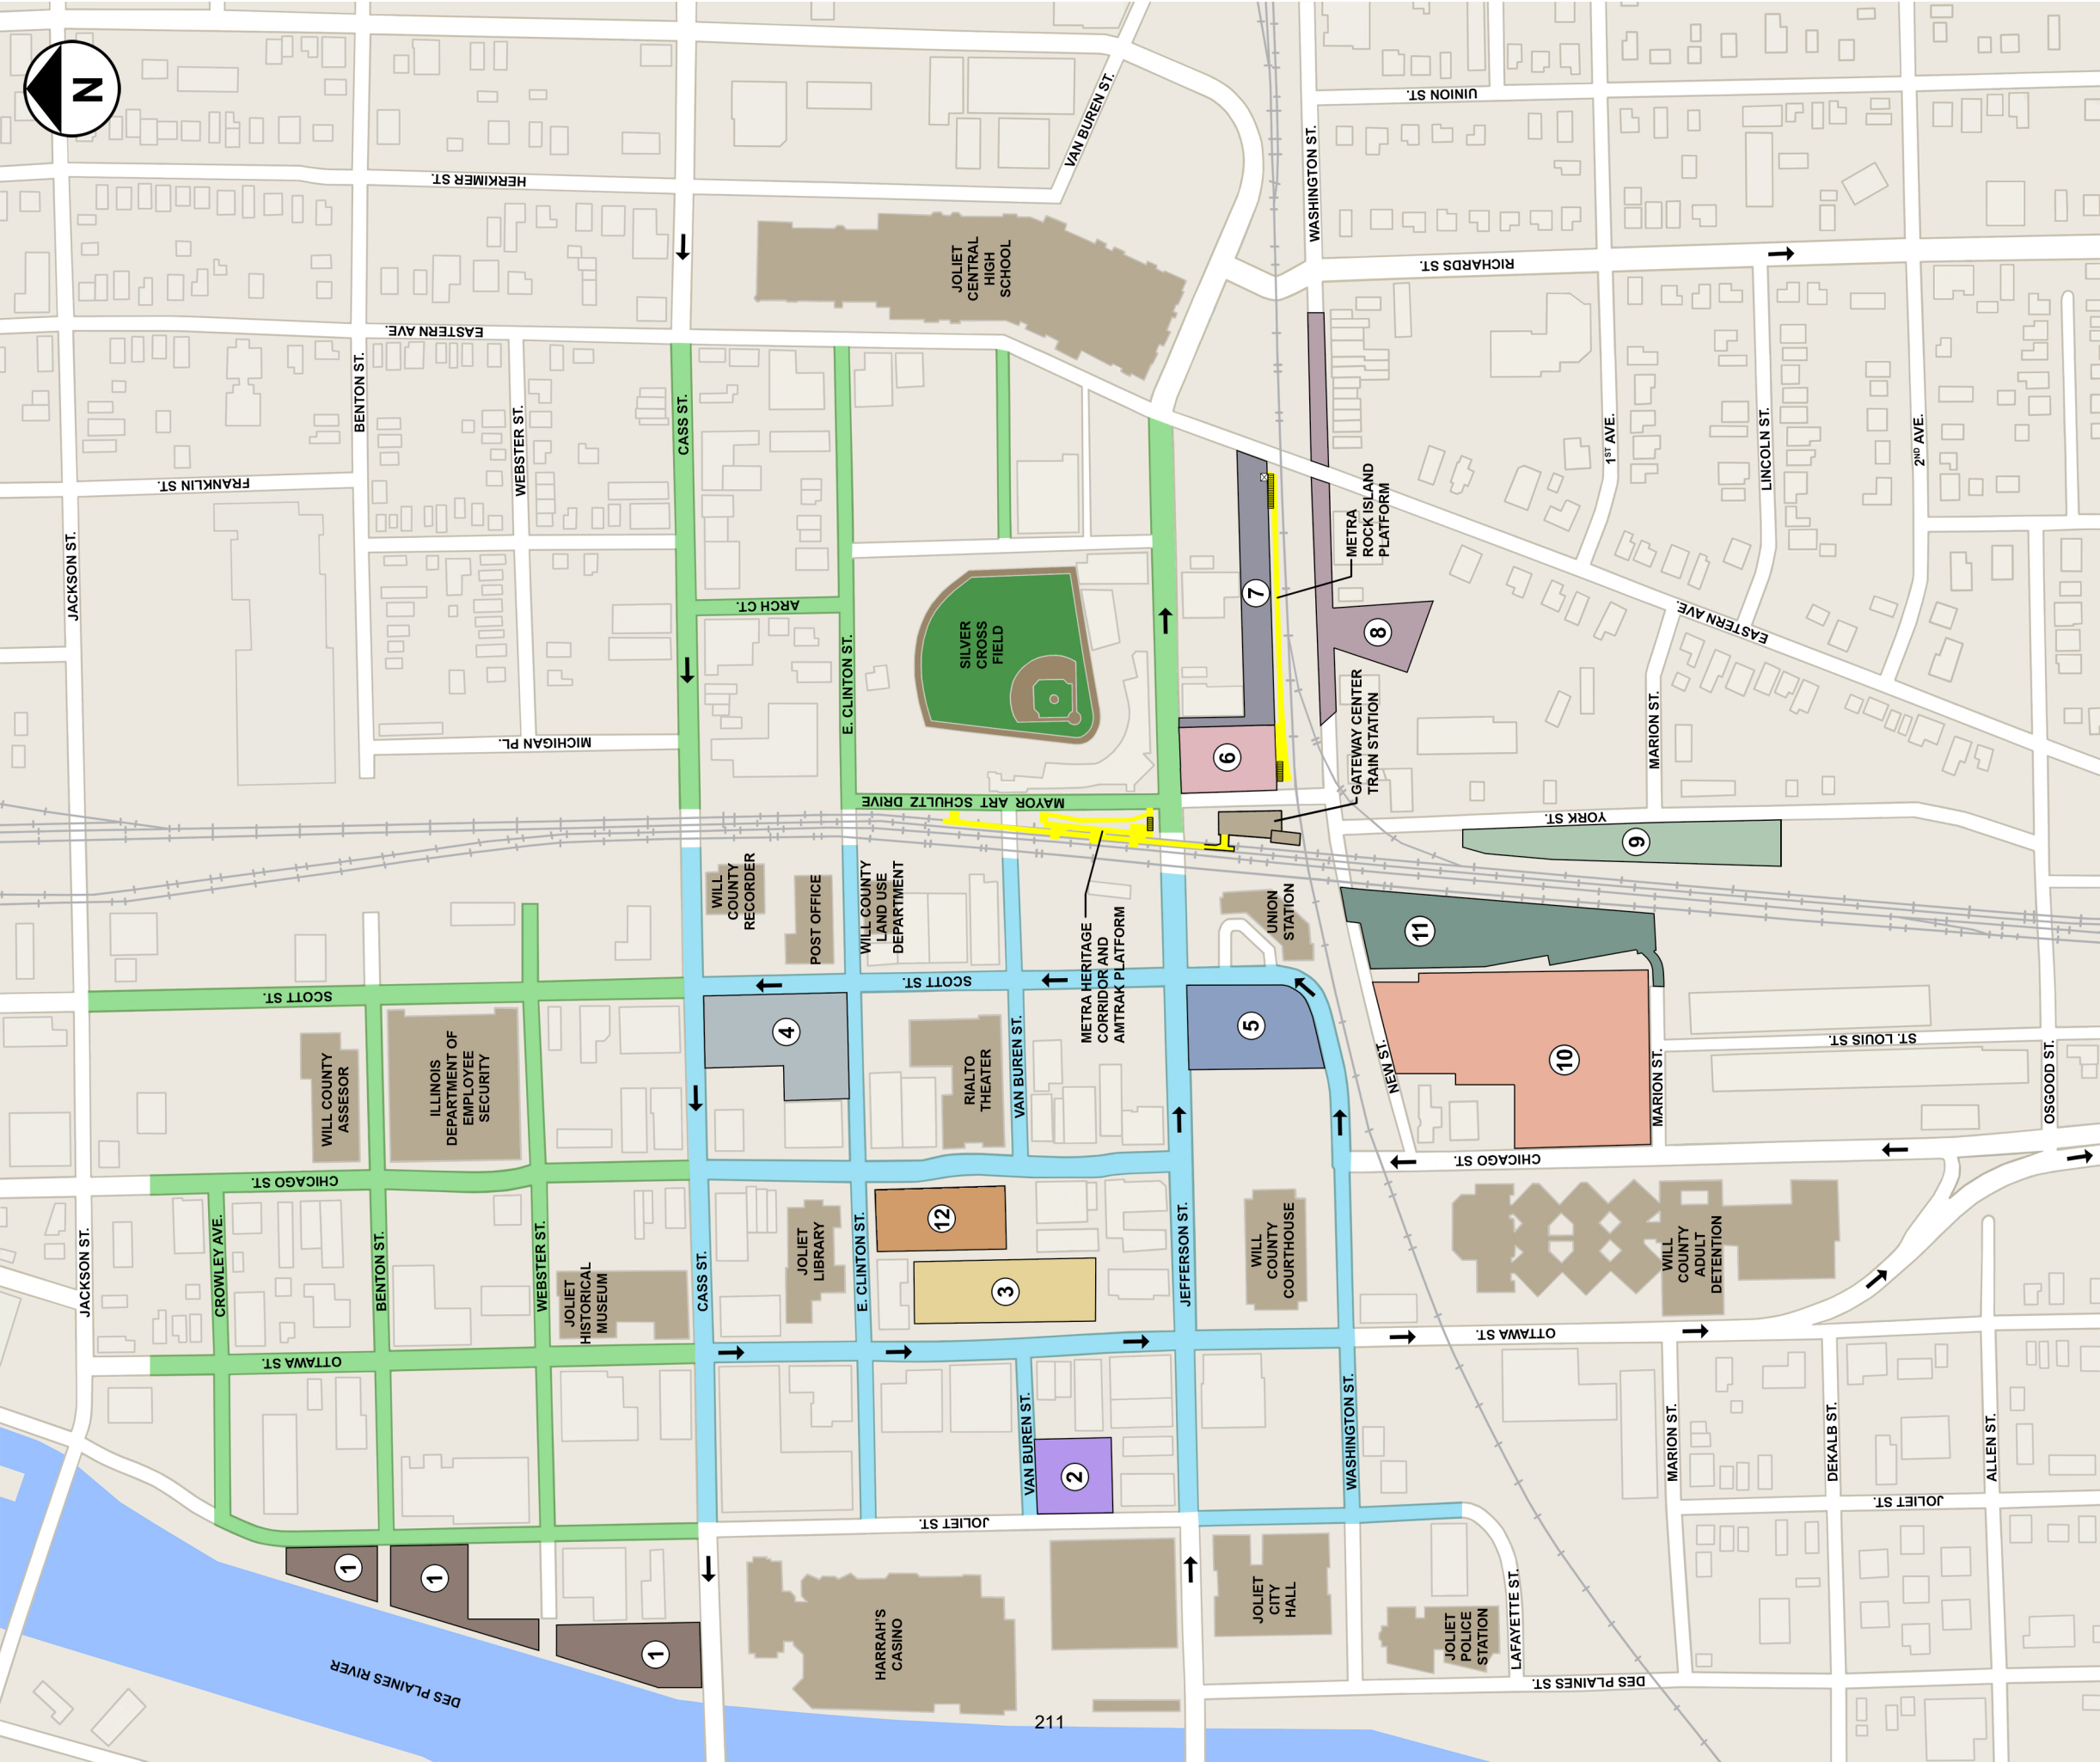 N
UINION ST.
VAN BUREN ST.
WASHINGTON ST.
HERKIMER ST.
JOLIET
CENTRAL
HIGH
SCHOOL
RICHARDS ST.
EASTERN AVE.
BENTON ST.
WEBSTER ST.
CASS ST.
1ST AVE.
LINCOLN ST.
2ND AVE.
FRANKLIN ST.
JACKSON ST.
METRA
ROCK ISLAND
PLATFORM
7
8
ARCH CT.
SILVER
CROSS
FIELD
E. CLINTON ST.
EASTERN AVE.
MICHIGAN PL.
6
GATEWAY CENTER
TRAIN STATION
MARION ST.
MAYOR ART SCHULTZ DRIVE
YORK ST.
9
WILL
COUNTY
RECORDER
POST OFFICE
WILL COUNTY
LAND USE
DEPARTMENT
METRA HERITAGE
CORRIDOR AND
AMTRAK PLATFORM
UNION
STATION
11
SCOTT ST.
SCOTT ST.
4
5
WILL COUNTY
ASSESSOR
ILLINOIS
DEPARTMENT OF
EMPLOYEE
SECURITY
RIALTO
THEATER
VAN BUREN ST.
NEW ST.
10
MARION ST.
ST. LOUIS ST.
OSGOOD ST.
CHICAGO ST.
CHICAGO ST.
JACKSON ST.
CROWLEY AVE.
BENTON ST.
WEBSTER ST.
JOLIET
HISTORICAL
MUSEUM
CASS ST.
JOLIET
LIBRARY
E. CLINTON ST.
12
3
JEFFERSON ST.
WILL
COUNTY
COURTHOUSE
WILL
COUNTY
ADULT
DETENTION
OTTAWA ST.
OTTAWA ST.
VAN BUREN ST.
2
WASHINGTON ST.
MARION ST.
DEKALB ST.
ALLEN ST.
JOLIET ST.
JOLIET ST.
1
1
1
HARRAH'S
CASINO
JOLIET
CITY
HALL
JOLIET
POLICE
STATION
LAFAYETTE ST.
DES PLAINES ST.
DES PLAINES RIVER
211